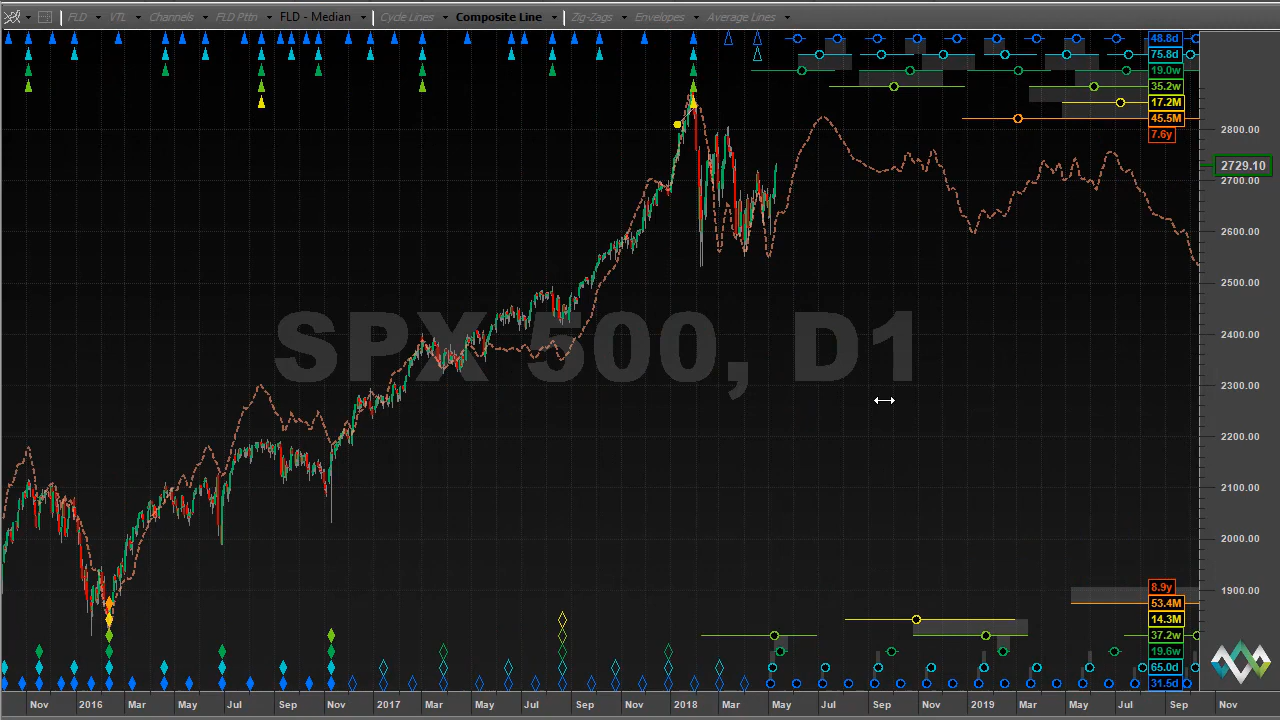 FLD VTL Channels FLD Pttn FLD - Median Cycle Lines Composite Line Zig-Zags Envelopes Average Lines
48.8d
75.8d
19.0w
35.2w
17.2M
45.5M
7.6y
2800.00
2729.10
2700.00
2600.00
2500.00
2400.00
SPX 500, D1
2300.00
2200.00
2100.00
2000.00
1900.00
8.9y
53.4M
14.3M
37.2w
19.6w
65.0d
31.5d
Nov 2016 Mar May Jul Sep Nov 2017 Mar May Jul Sep Nov 2018 Mar May Jul Sep Nov 2019 Mar May Jul Sep Nov